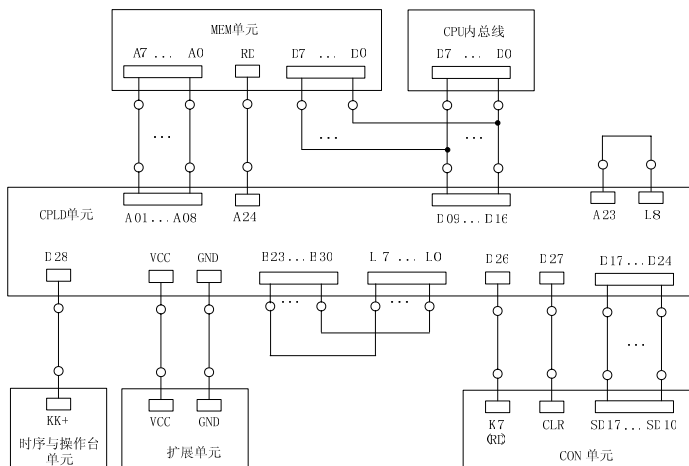 MEM单元
CPU内总线
A7 ... A0 RD D7 ... D0
D7 ... D0
...
...
...
CPLD单元
A01 ... A08
A24
D09 ... D16
A23
L8
D28
VCC
GND
B23 ... B30
L7 ... L0
D26
D27
D17 ... D24
...
...
...
KK+
时序与操作台
单元
VCC
GND
扩展单元
K7
(RD)
CLR
SD17 ... SD10
CON 单元